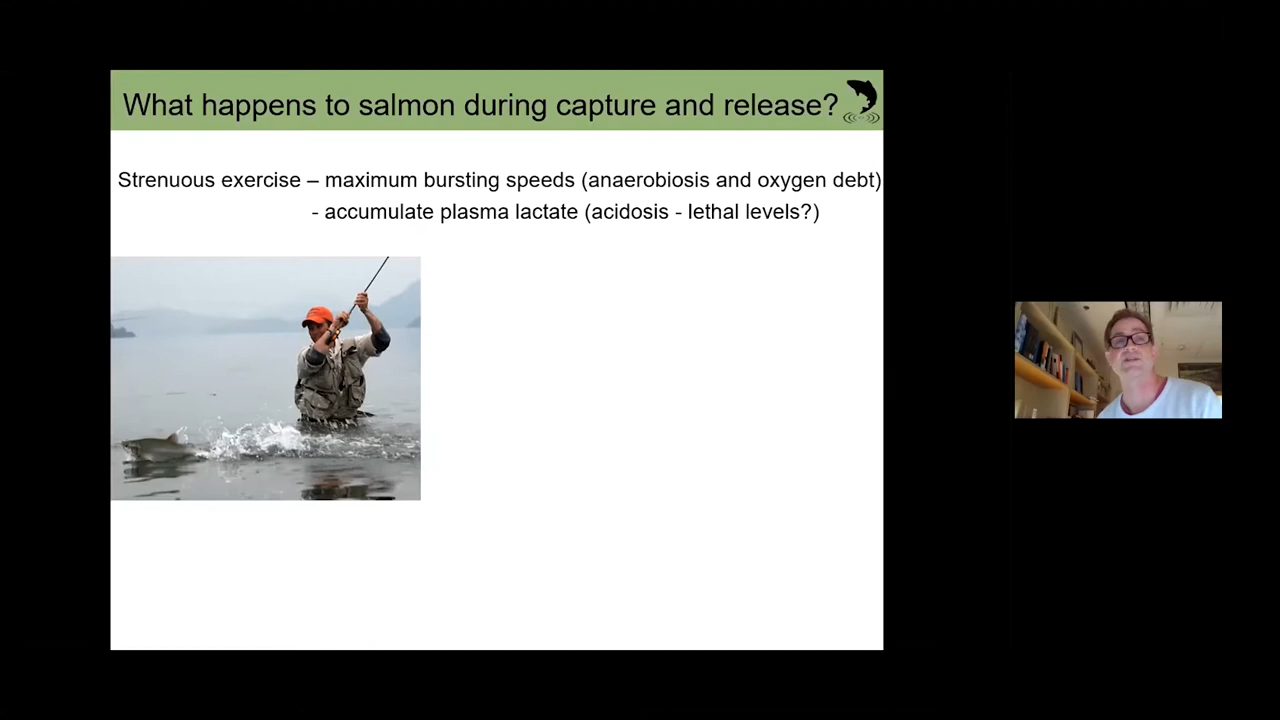 What happens to salmon during capture and release?
Strenuous exercise – maximum bursting speeds (anaerobiosis and oxygen debt)
- accumulate plasma lactate (acidosis - lethal levels?)